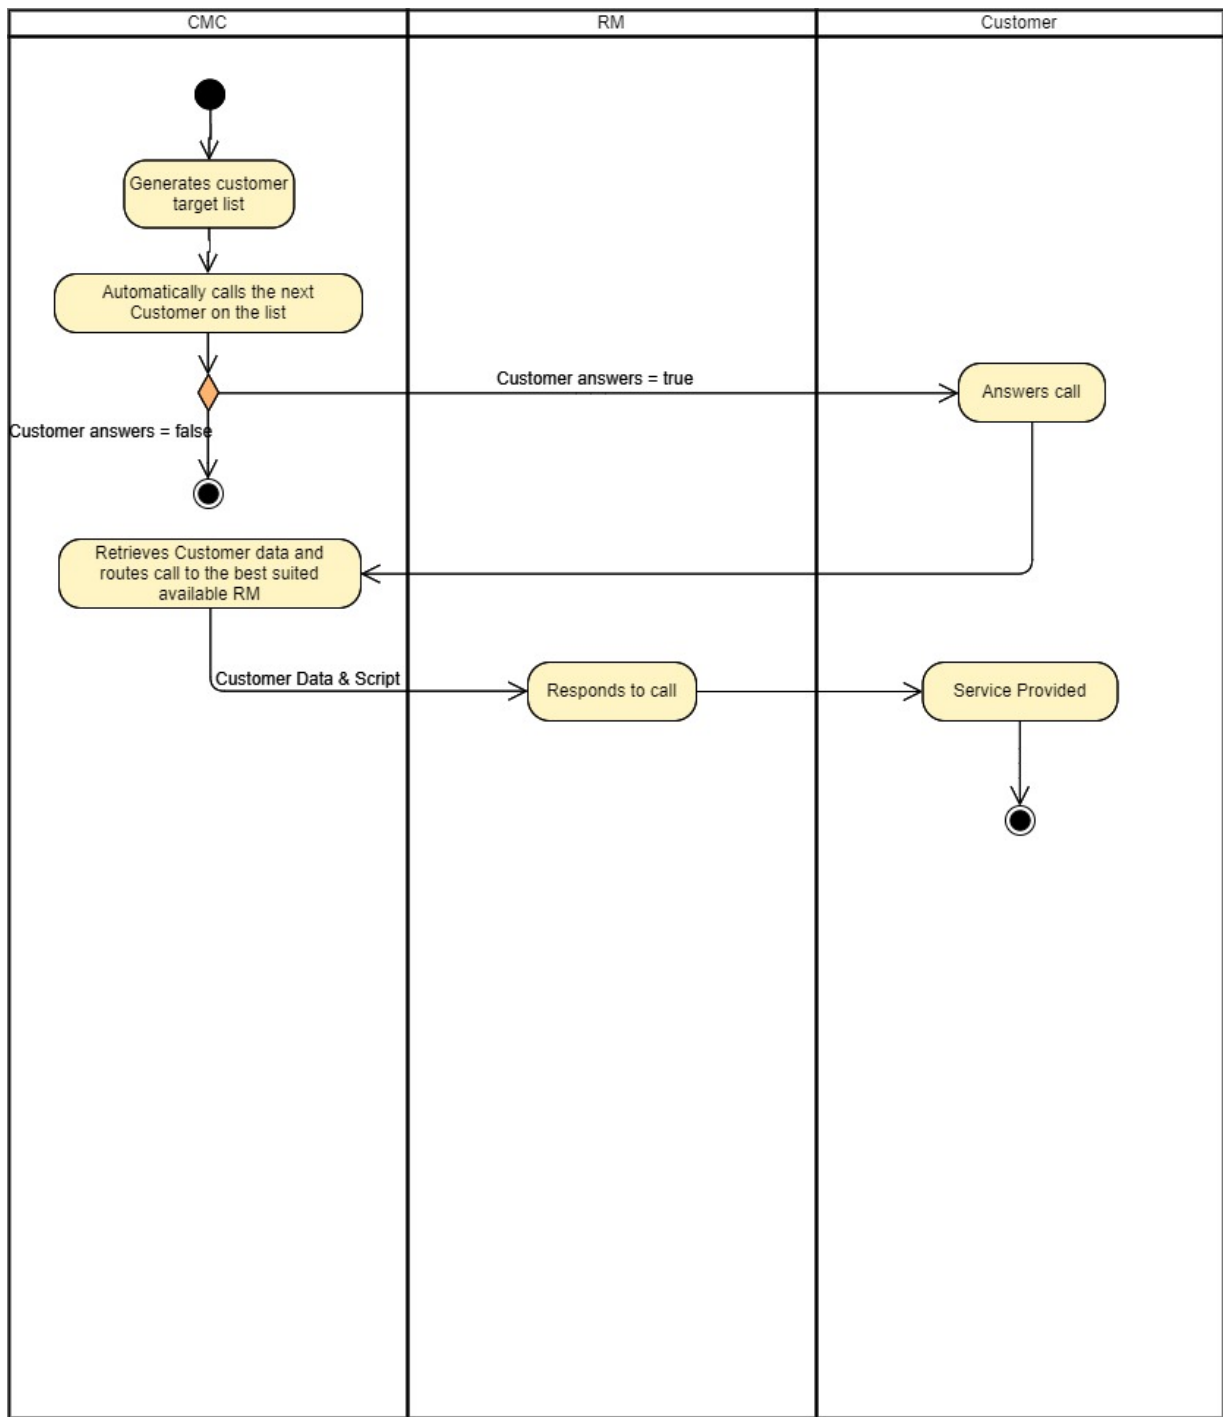 CMC
RM
Customer
Generates customer
target list
Automatically calls the next
Customer on the list
Customer answers = true
Answers call
Customer answers = false
Retrieves Customer data and
routes call to the best suited
available RM
Customer Data & Script
Responds to call
Service Provided